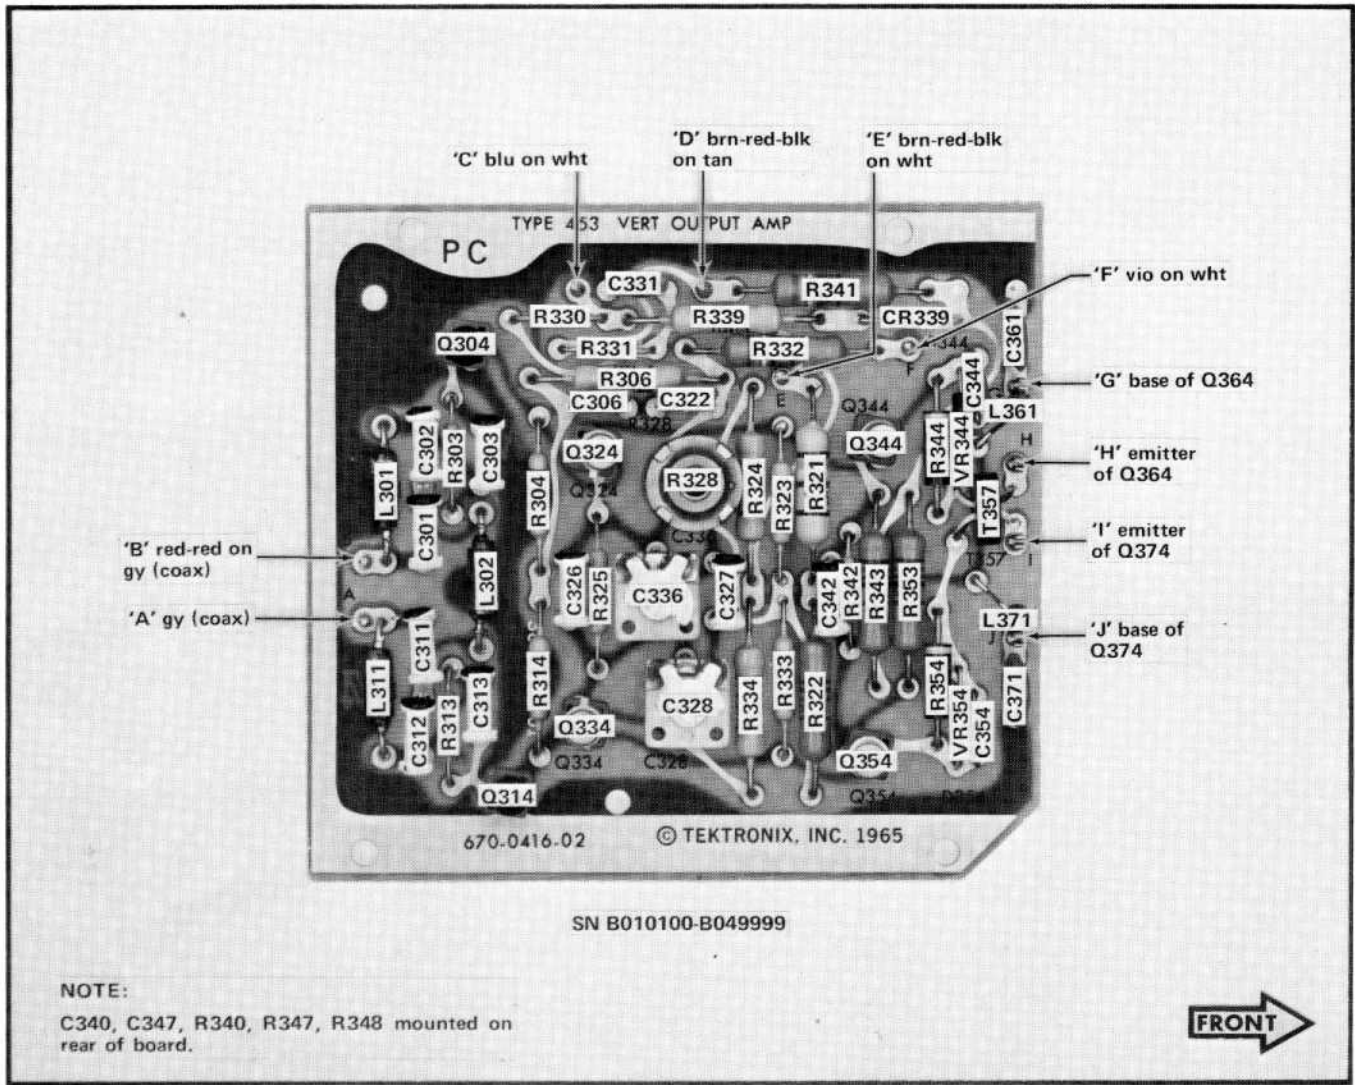 'D' brn-red-blk
on tan
'E' brn-red-blk
on wht
'C' blu on wht
TYPE 453 VERT OUTPUT AMP
PC
'F' vio on wht
C331
R341
R330
R339
CR339
C361
Q304
R331
R332
F
R306
C344
'G' base of Q364
C306
C322
E
R328
Q344
L361
C302
R303
C303
Q324
Q344
R344
VR344
H
'H' emitter
of Q364
L301
R304
Q324
R328
R324
R323
R321
T357
C301
C336
'I' emitter
of Q374
'B' red-red on
gy (coax)
L302
C326
R325
C336
C327
C342
R342
R343
R353
T357
I
A
'A' gy (coax)
C311
L371
J
'J' base of
Q374
L311
R314
C328
R334
R333
R322
R354
C371
C312
R313
C313
Q334
VR354
C354
Q334
C328
Q354
Q314
Q354
670-0416-02
© TEKTRONIX, INC. 1965
SN B010100-B049999
NOTE:
C340, C347, R340, R347, R348 mounted on
rear of board.
FRONT